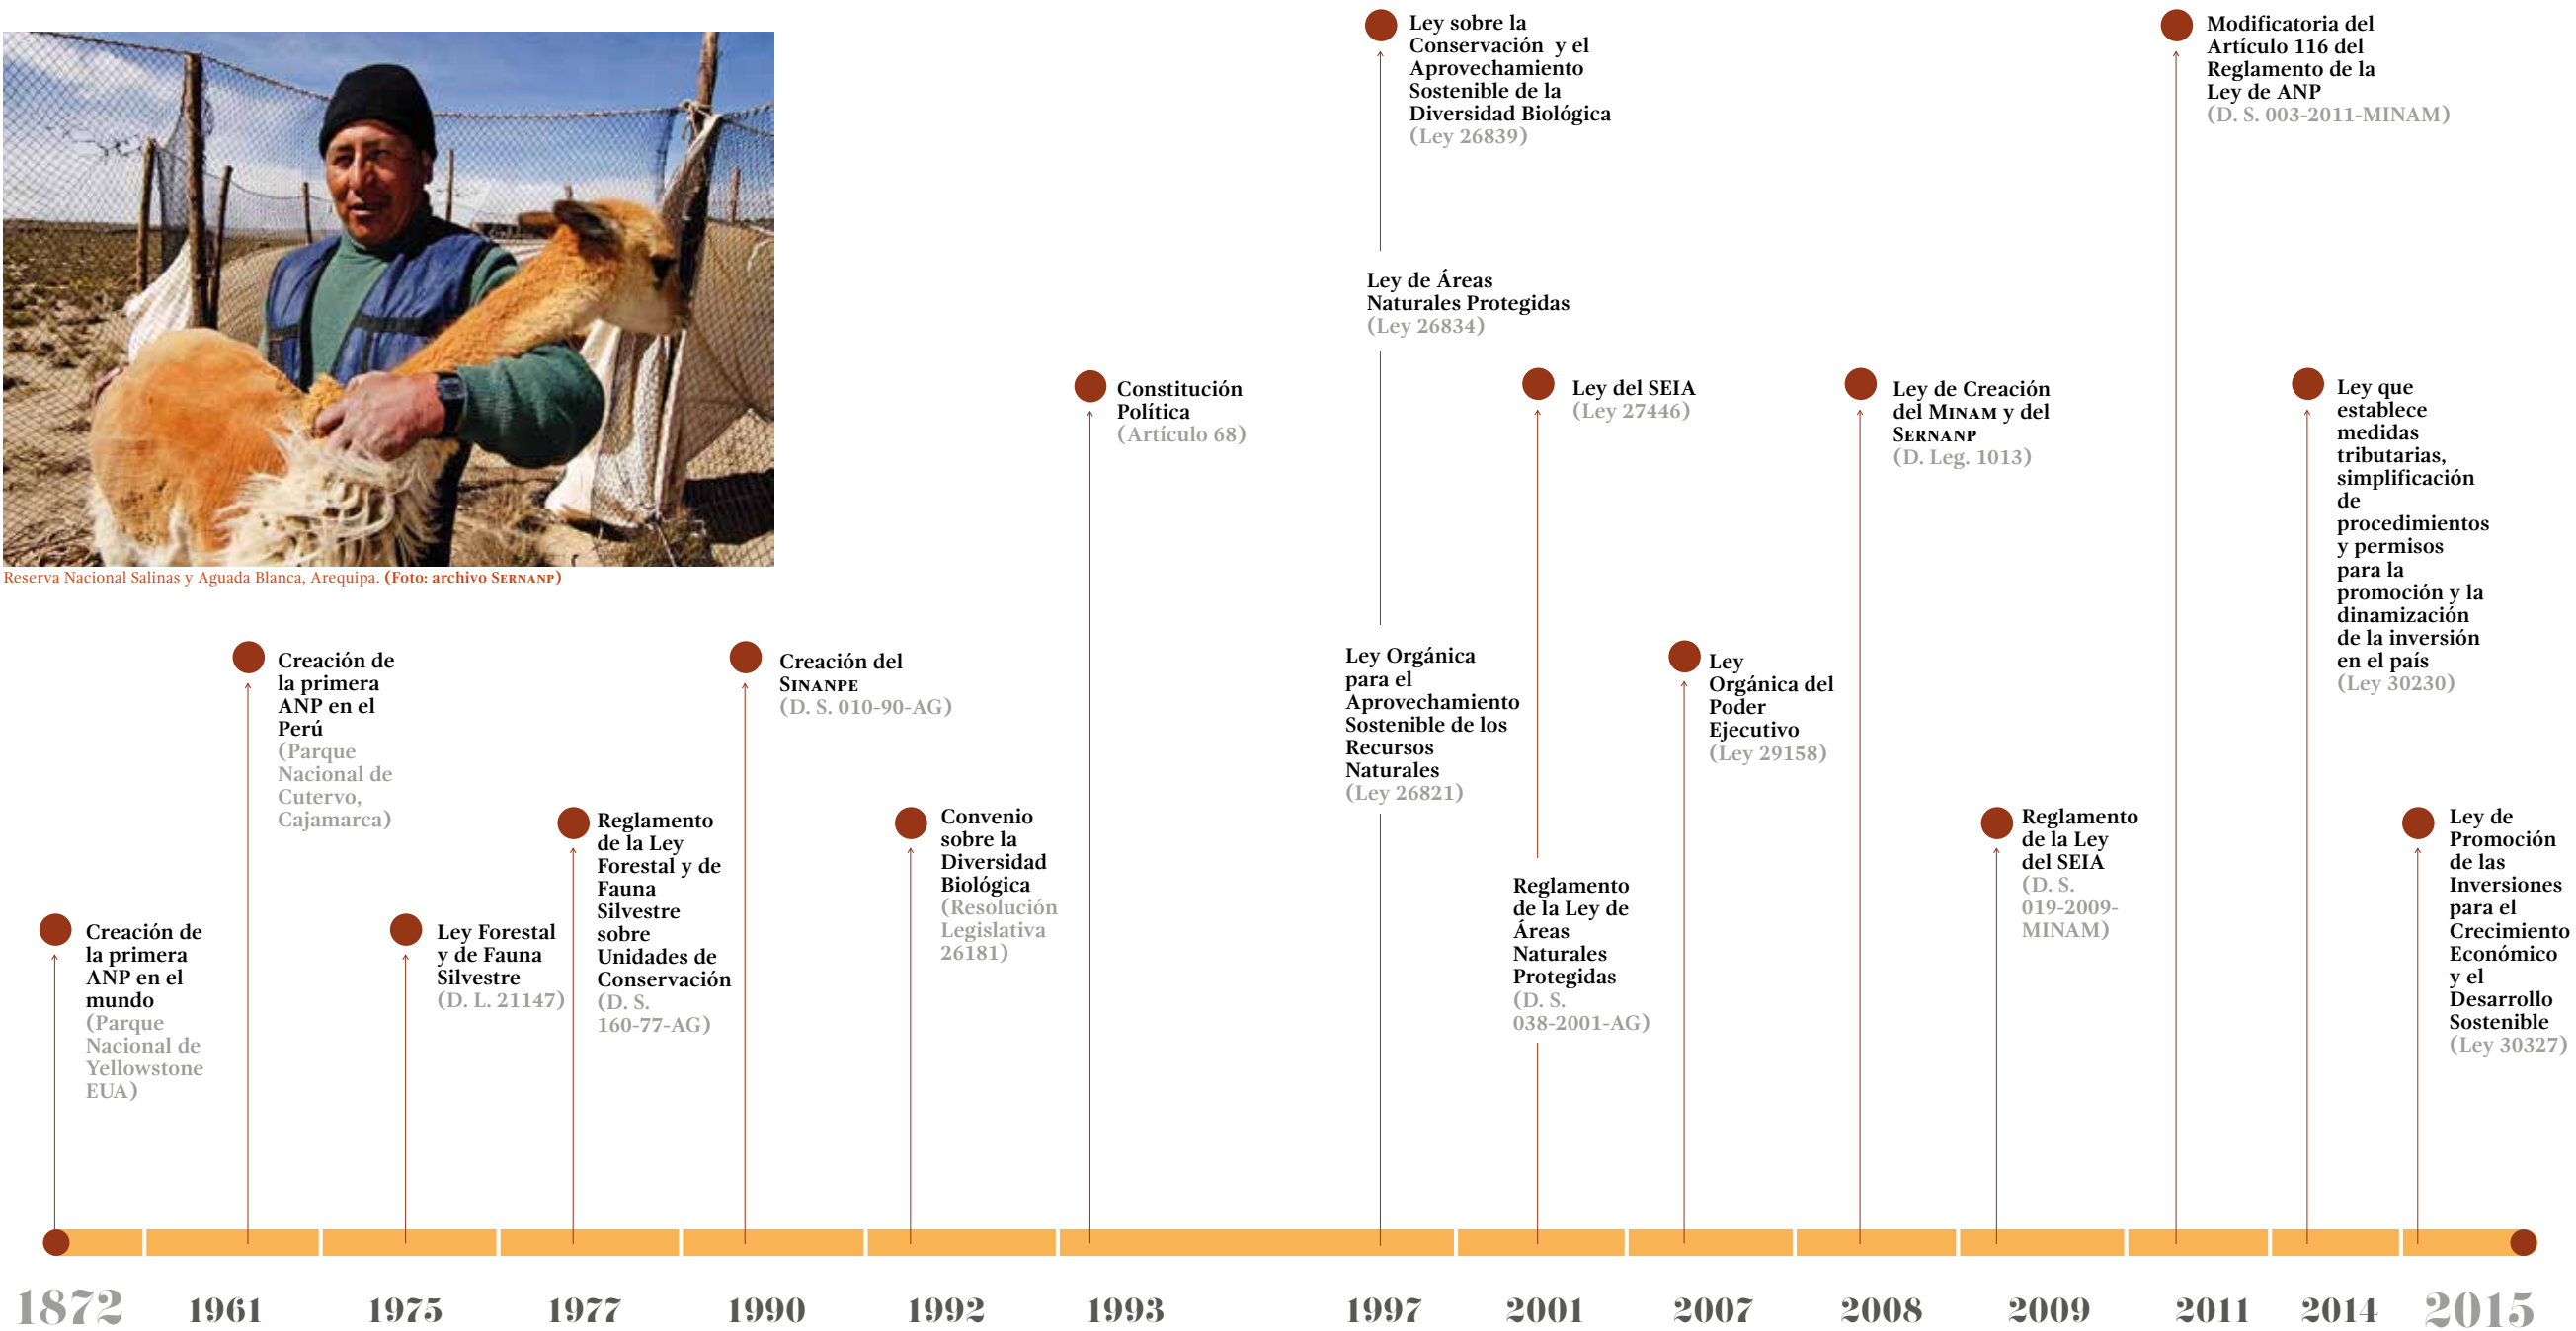 Reserva Nacional Salinas y Aguada Blanca, Arequipa. (Foto: archivo SERNANP)
Creación de
la primera
ANP en el
mundo
(Parque
Nacional de
Yellowstone
EUA)
Creación de
la primera
ANP en el
Perú
(Parque
Nacional de
Cutervo,
Cajamarca)
Ley Forestal
y de Fauna
Silvestre
(D. L. 21147)
Reglamento
de la Ley
Forestal y de
Fauna
Silvestre
sobre
Unidades de
Conservación
(D. S.
160-77-AG)
Creación del
SINANPE
(D. S. 010-90-AG)
Convenio
sobre la
Diversidad
Biológica
(Resolución
Legislativa
26181)
Constitución
Política
(Artículo 68)
Ley sobre la
Conservación y el
Aprovechamiento
Sostenible de la
Diversidad Biológica
(Ley 26839)
Ley de Áreas
Naturales Protegidas
(Ley 26834)
Ley Orgánica
para el
Aprovechamiento
Sostenible de los
Recursos
Naturales
(Ley 26821)
Ley del SEIA
(Ley 27446)
Reglamento
de la Ley de
Áreas
Naturales
Protegidas
(D. S.
038-2001-AG)
Ley
Orgánica del
Poder
Ejecutivo
(Ley 29158)
Ley de Creación
del MINAM y del
SERNANP
(D. Leg. 1013)
Reglamento
de la Ley
del SEIA
(D. S.
019-2009-
MINAM)
Modificatoria del
Artículo 116 del
Reglamento de la
Ley de ANP
(D. S. 003-2011-MINAM)
Ley que
establece
medidas
tributarias,
simplificación
de
procedimientos
y permisos
para la
promoción y la
dinamización
de la inversión
en el país
(Ley 30230)
Ley de
Promoción
de las
Inversiones
para el
Crecimiento
Económico
y el
Desarrollo
Sostenible
(Ley 30327)
1872
1961
1975
1977
1990
1992
1993
1997
2001
2007
2008
2009
2011
2014
2015